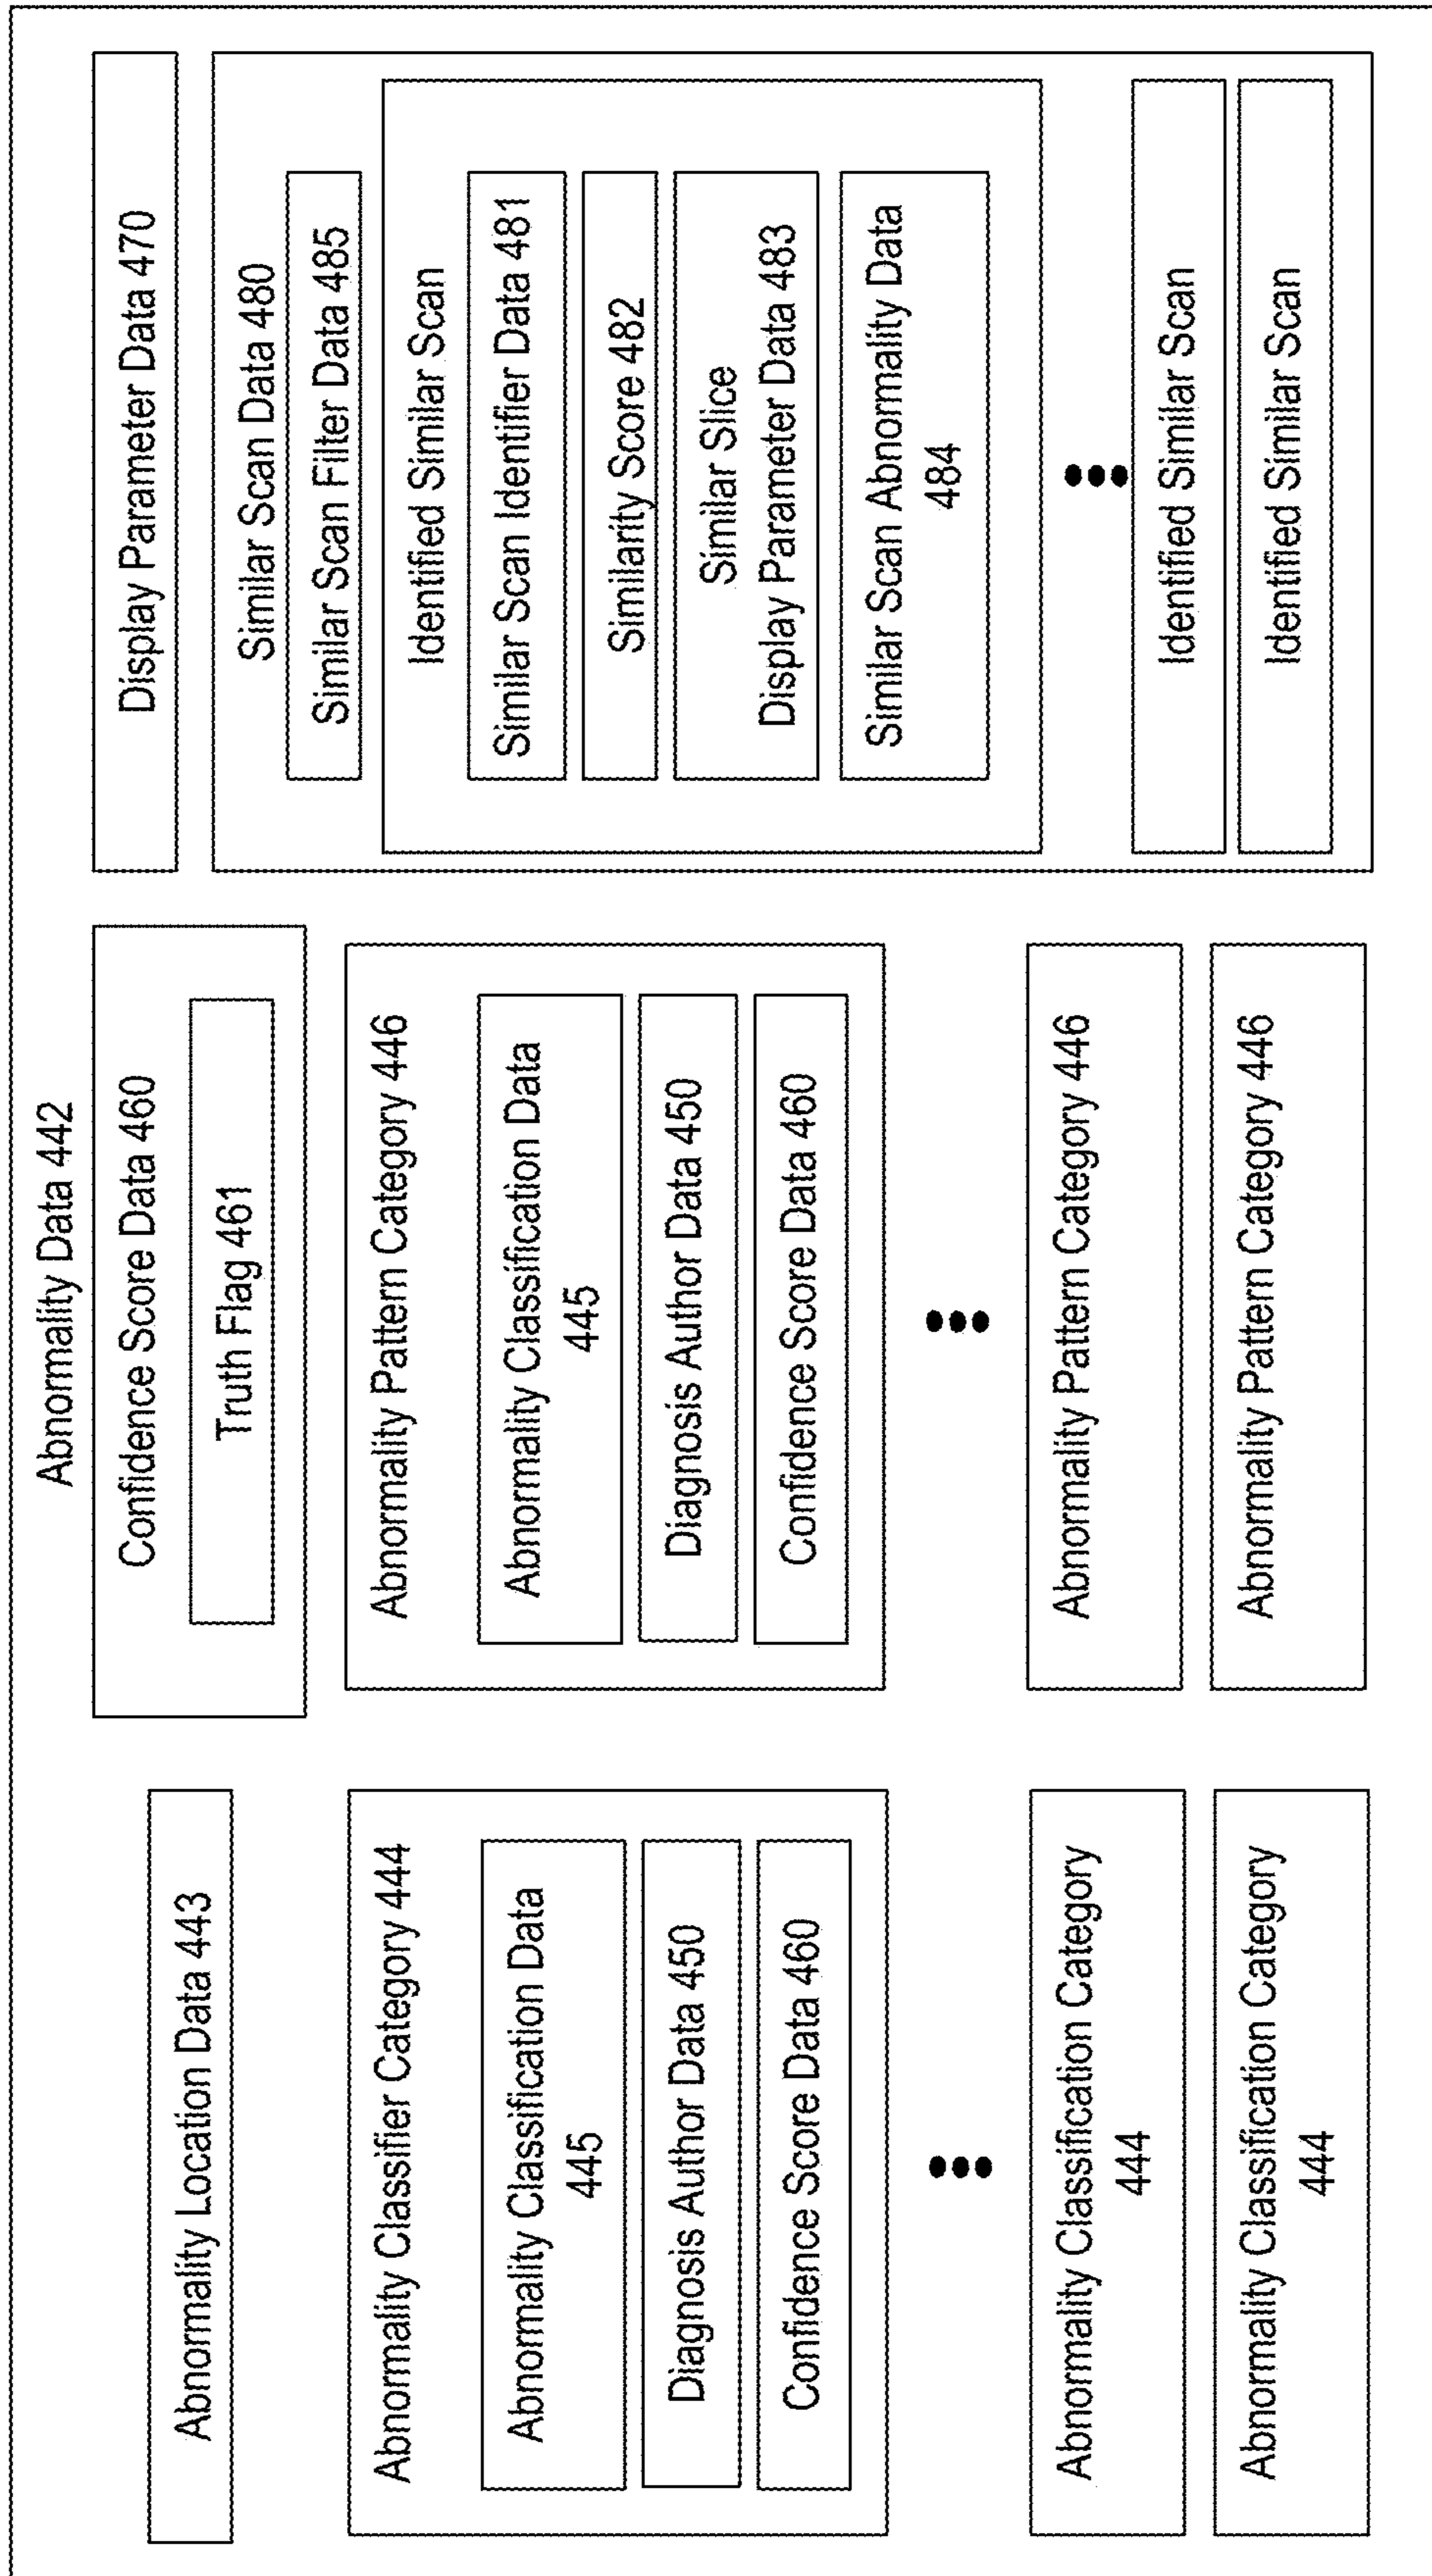 Abnormality Data 442
Abnormality Location Data 443
Abnormality Classifier Category 444
Abnormality Classification Data
445
Diagnosis Author Data 450
Confidence Score Data 460
Abnormality Classification Category
444
Abnormality Classification Category
444
Confidence Score Data 460
Truth Flag 461
Abnormality Pattern Category 446
Abnormality Classification Data
445
Diagnosis Author Data 450
Confidence Score Data 460
Abnormality Pattern Category 446
Abnormality Pattern Category 446
Display Parameter Data 470
Similar Scan Data 480
Similar Scan Filter Data 485
Identified Similar Scan
Similar Scan Identifier Data 481
Similarity Score 482
Similar Slice
Display Parameter Data 483
Similar Scan Abnormality Data
484
Identified Similar Scan
Identified Similar Scan